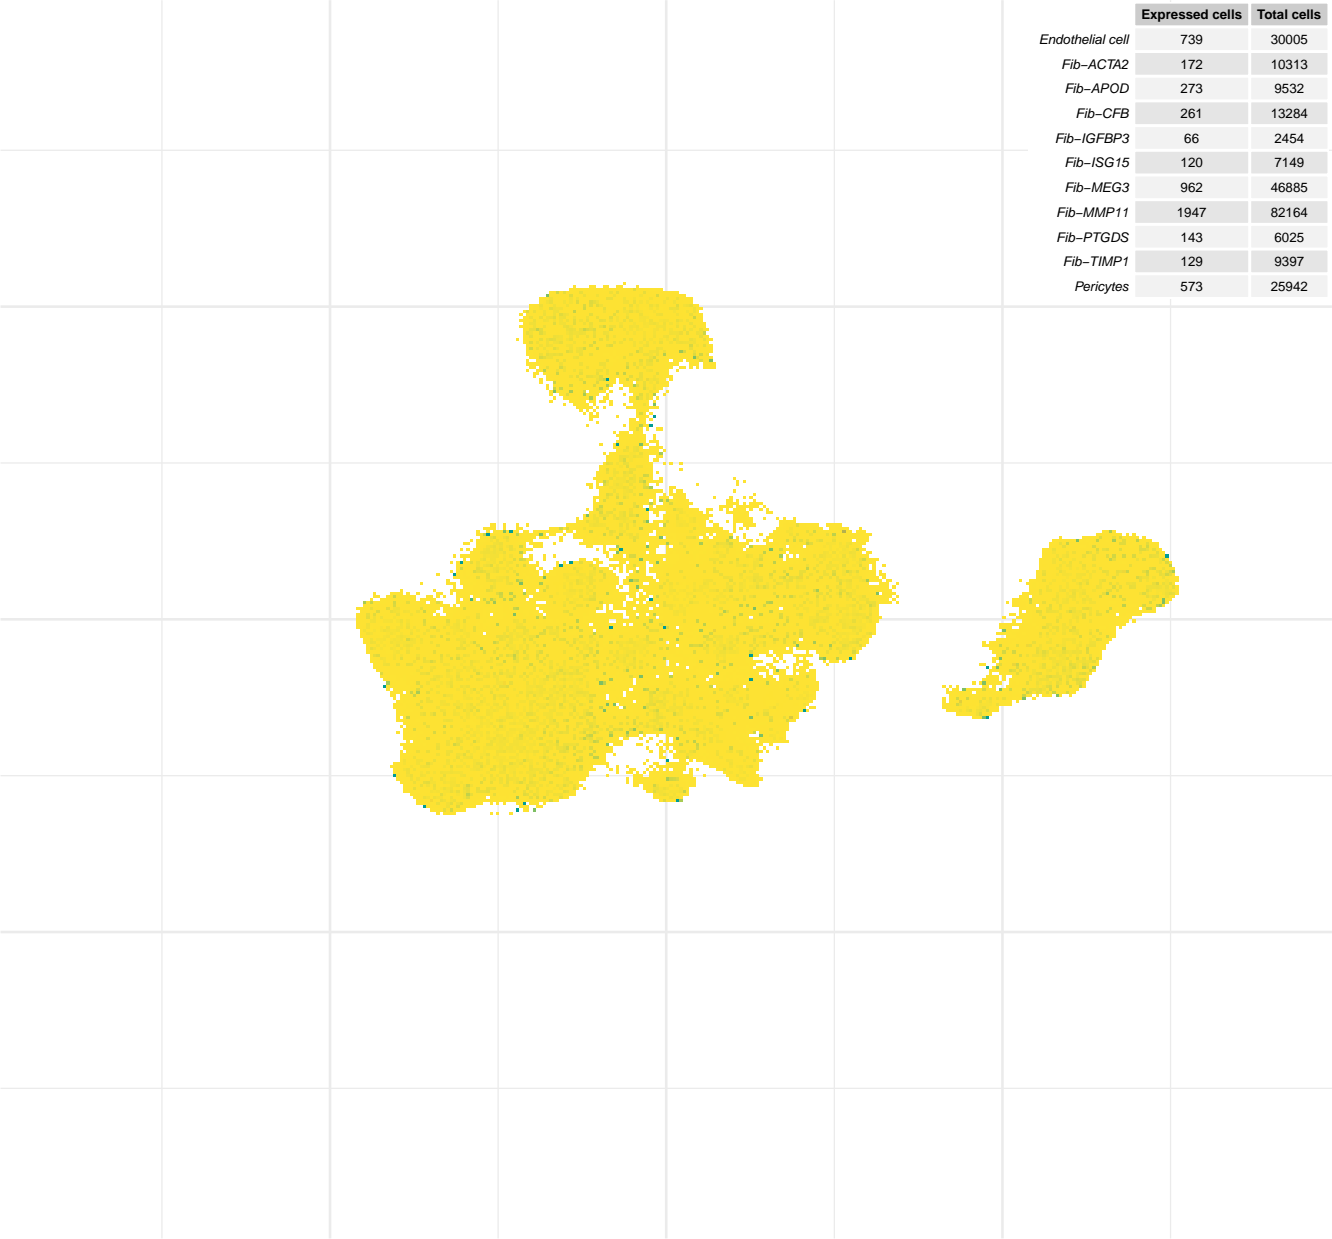 Expressed cells Total cells
Endothelial cell 739 30005
Fib−ACTA2 172 10313
Fib−APOD 273 9532
Fib−CFB 261 13284
Fib−IGFBP3 66 2454
Fib−ISG15 120 7149
Fib−MEG3 962 46885
Fib−MMP11 1947 82164
Fib−PTGDS 143 6025
Fib−TIMP1 129 9397
Pericytes 573 25942